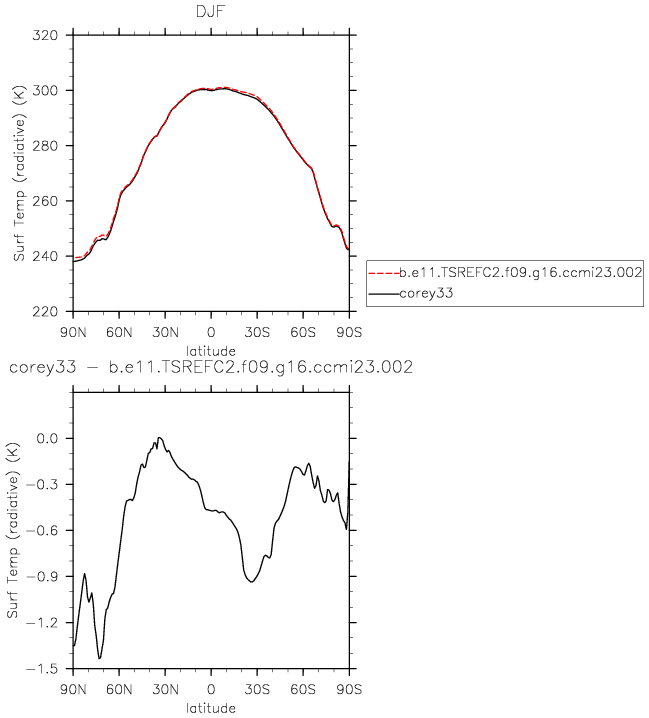 DJF
Surf Temp (radiative) (K)
320
300
280
260
240
220
90N 60N 30N 0 30S 60S 90S
latitude
b.e11.TSREFC2.f09.g16.ccmi23.002
corey33
corey33 − b.e11.TSREFC2.f09.g16.ccmi23.002
Surf Temp (radiative) (K)
0.0
−0.3
−0.6
−0.9
−1.2
−1.5
90N 60N 30N 0 30S 60S 90S
latitude